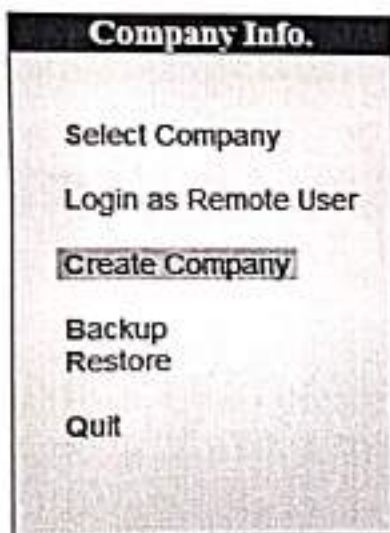 Company Info.
Select Company
Login as Remote User
Create Company
Backup
Restore
Quit